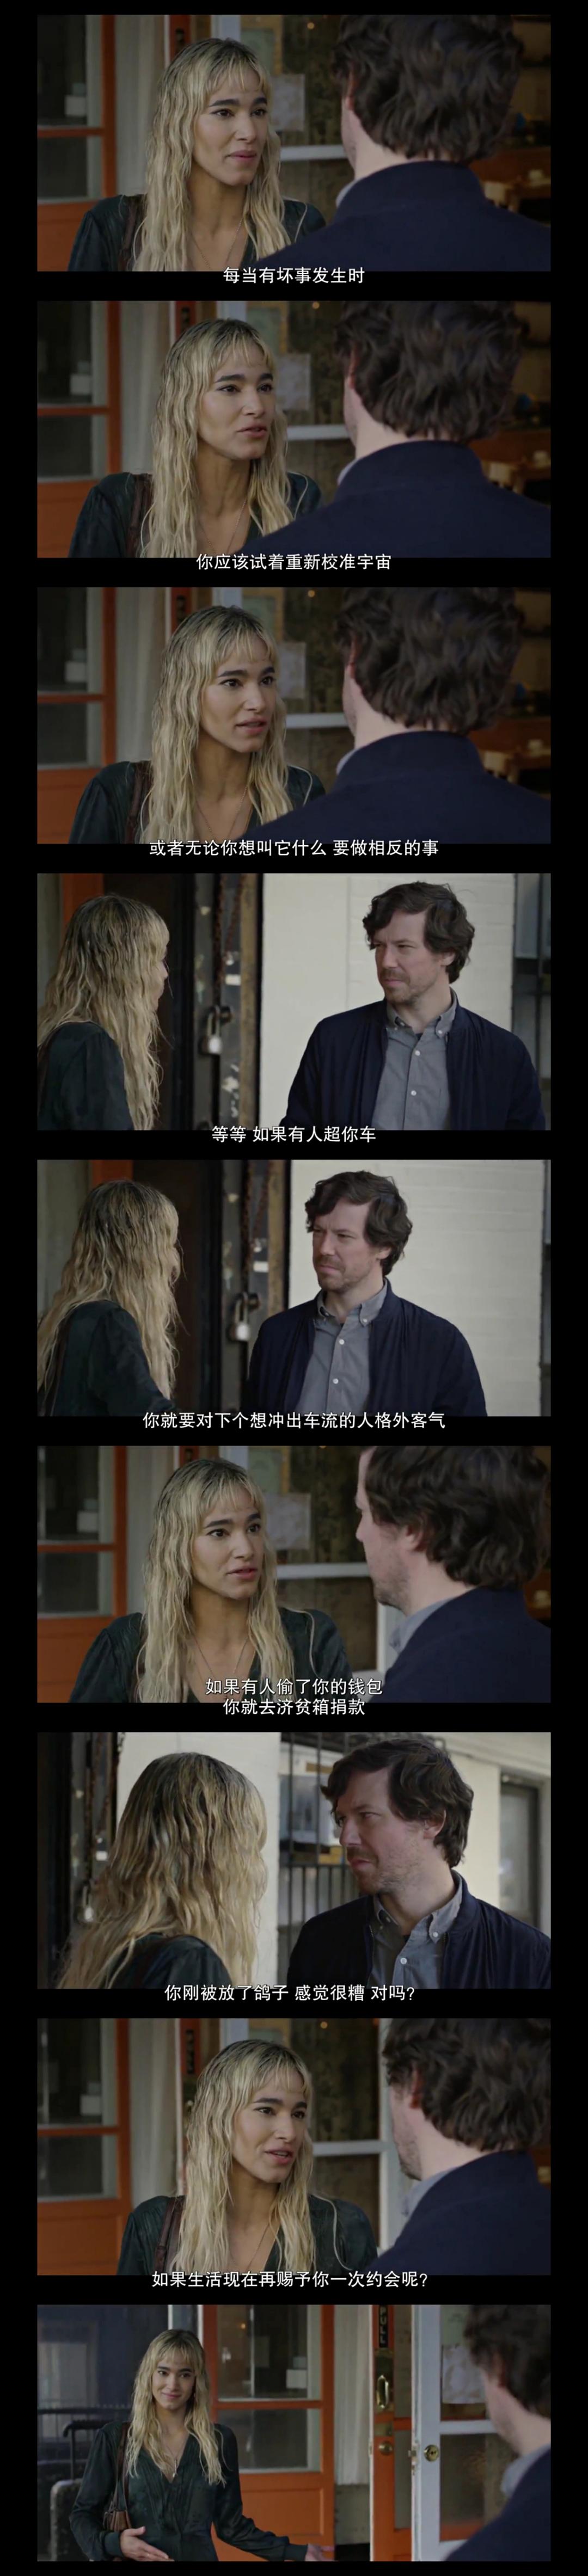 每当有坏事发生时
你应该试着重新校准宇宙
或者无论你想叫它什么 要做相反的事
等等 如果有人超你车
你就要对下个想冲出车流的人格外客气
如果有人偷了你的钱包
你就去济贫箱捐款
你刚被放了鸽子 感觉很糟 对吗?
如果生活现在再赐予你一次约会呢?
PULL